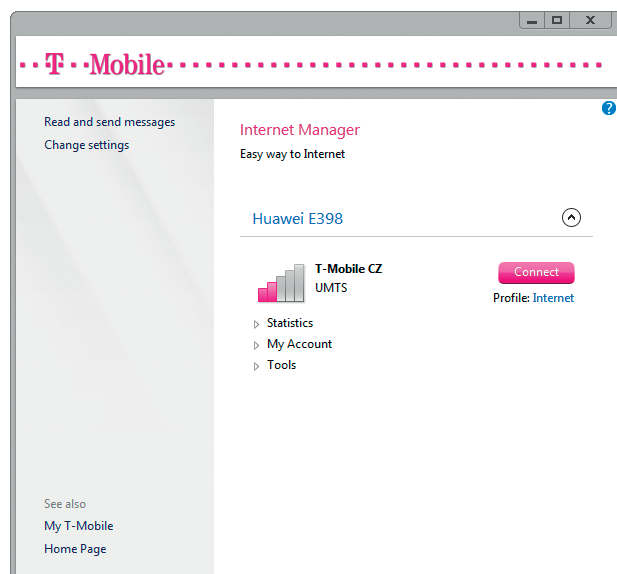 T Mobile
?
Read and send messages
Change settings
Internet Manager
Easy way to Internet
Huawei E398
T-Mobile CZ
UMTS
Connect
Profile: Internet
Statistics
My Account
Tools
See also
My T-Mobile
Home Page